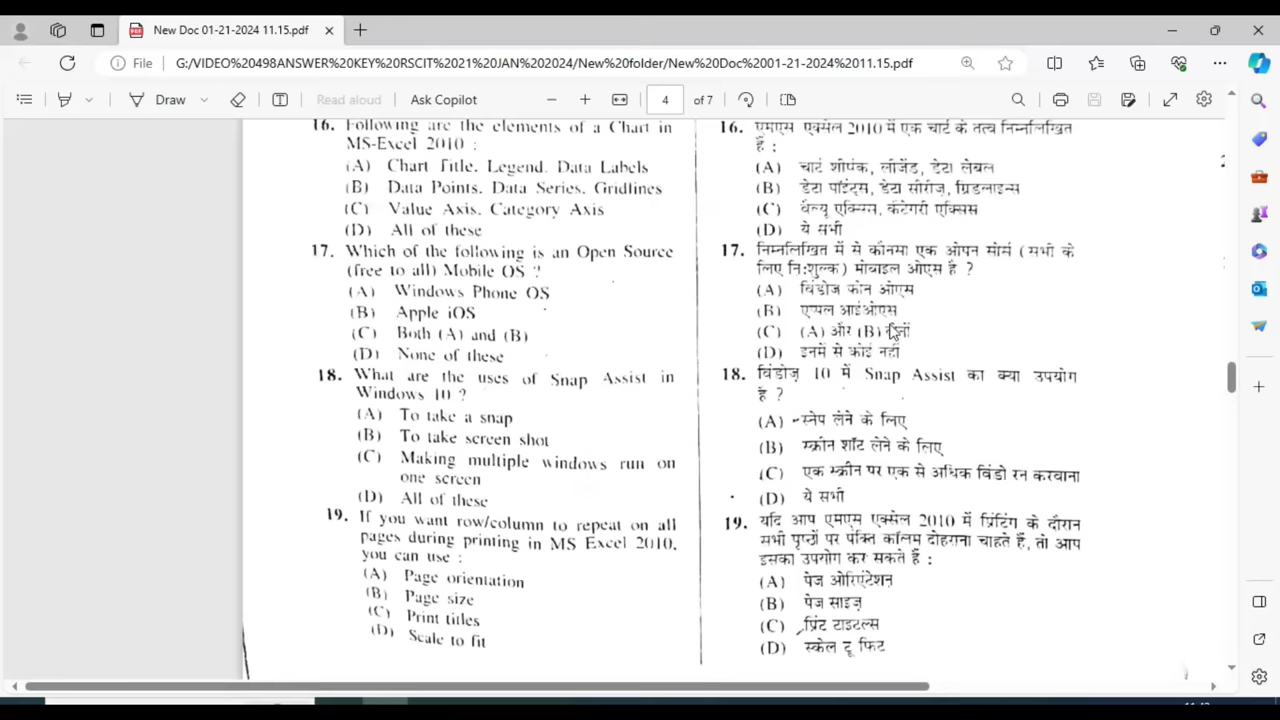 New Doc 01-21-2024 11.15.pdf
File G:/VIDEO%20498ANSWER%20KEY%20RSCIT%2021%20JAN%202024/New%20folder/New%20Doc%2001-21-2024%2011.15.pdf
Draw Read aloud Ask Copilot 4 of 7
16. Following are the elements of a Chart in
MS-Excel 2010 :
(A) Chart Title, Legend, Data Labels
(B) Data Points, Data Series, Gridlines
(C) Value Axis, Category Axis
(D) All of these
17. Which of the following is an Open Source
(free to all) Mobile OS ?
(A) Windows Phone OS
(B) Apple iOS
(C) Both (A) and (B)
(D) None of these
18. What are the uses of Snap Assist in
Windows 10 ?
(A) To take a snap
(B) To take screen shot
(C) Making multiple windows run on
one screen
(D) All of these
19. If you want row/column to repeat on all
pages during printing in MS Excel 2010,
you can use :
(A) Page orientation
(B) Page size
(C) Print titles
(D) Scale to fit
16. एमएस एक्सेल 2010 में एक चार्ट के तत्व निम्नलिखित
हैं :
(A) चार्ट शीर्षक, लीजेंड, डेटा लेबल
(B) डेटा पॉइंट्स, डेटा सीरीज, ग्रिडलाइन्स
(C) वैल्यू एक्सिस, केटेगरी एक्सिस
(D) ये सभी
17. निम्नलिखित में से कौनसा एक ओपन सोर्स (सभी के
लिए नि:शुल्क) मोबाइल ओएस है ?
(A) विंडोज फोन ओएस
(B) एप्पल आईओएस
(C) (A) और (B) दोनों
(D) इनमें से कोई नहीं
18. विंडोज़ 10 में Snap Assist का क्या उपयोग
है ?
(A) स्नेप लेने के लिए
(B) स्क्रीन शॉट लेने के लिए
(C) एक स्क्रीन पर एक से अधिक विंडो रन करवाना
(D) ये सभी
19. यदि आप एमएस एक्सेल 2010 में प्रिंटिंग के दौरान
सभी पृष्ठों पर पंक्ति कॉलम दोहराना चाहते हैं, तो आप
इसका उपयोग कर सकते हैं :
(A) पेज ओरिएंटेशन
(B) पेज साइज़
(C) प्रिंट टाइटल्स
(D) स्केल टू फिट